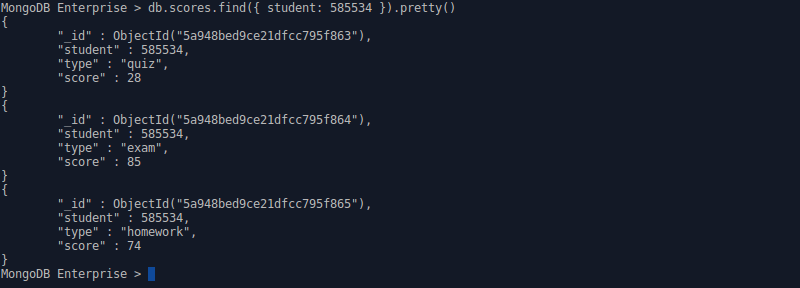 MongoDB Enterprise > db.scores.find({ student: 585534 }).pretty()
{
        "_id" : ObjectId("5a948bed9ce21dfcc795f863"),
        "student" : 585534,
        "type" : "quiz",
        "score" : 28
}
{
        "_id" : ObjectId("5a948bed9ce21dfcc795f864"),
        "student" : 585534,
        "type" : "exam",
        "score" : 85
}
{
        "_id" : ObjectId("5a948bed9ce21dfcc795f865"),
        "student" : 585534,
        "type" : "homework",
        "score" : 74
}
MongoDB Enterprise >